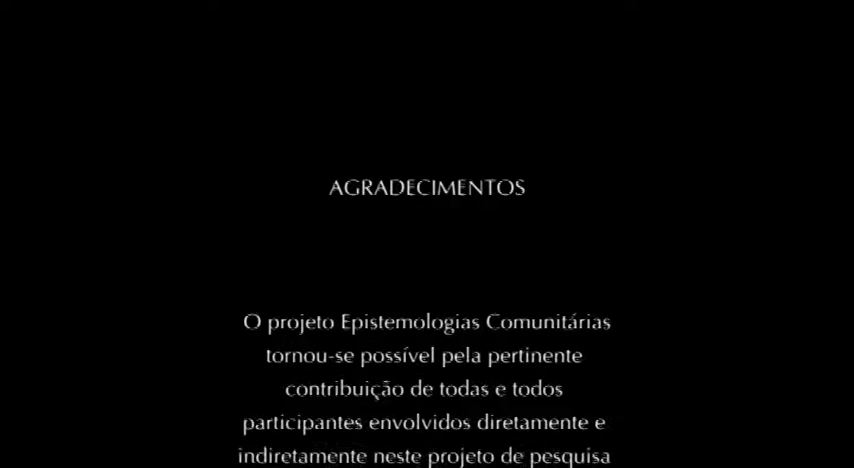 AGRADECIMENTOS
O projeto Epistemologias Comunitárias
tornou-se possível pela pertinente
contribuição de todas e todos
participantes envolvidos diretamente e
indiretamente neste projeto de pesquisa